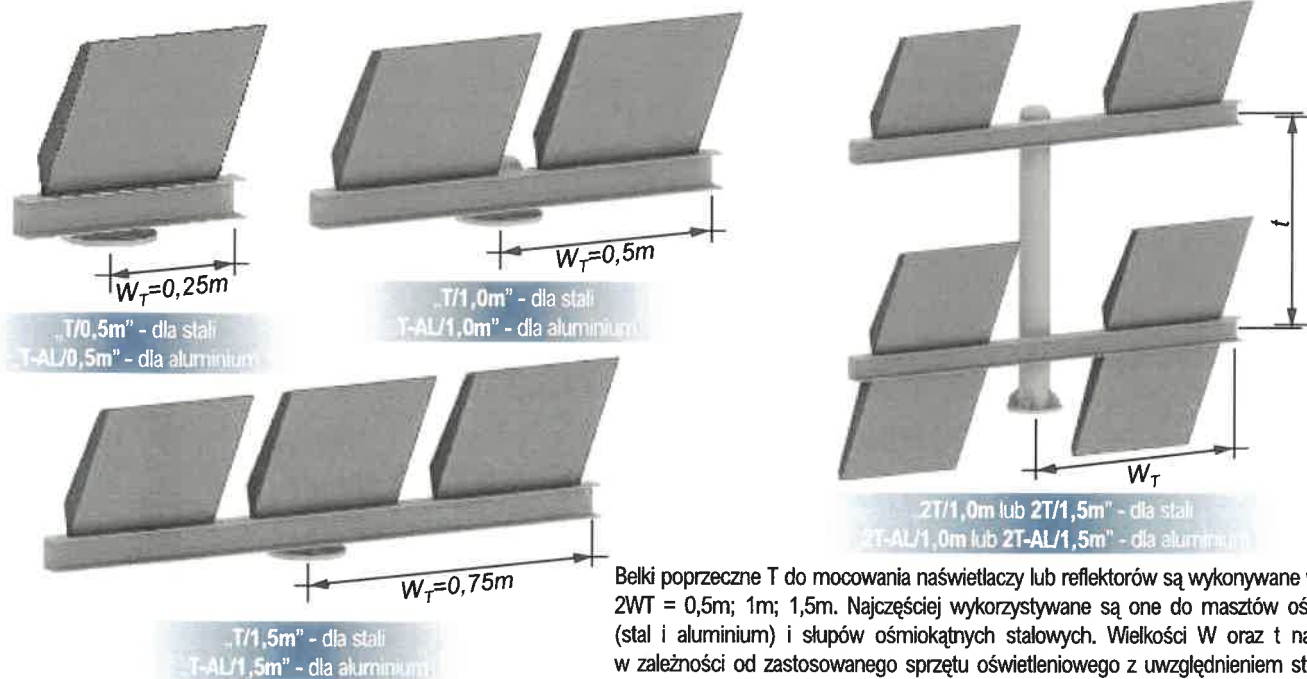 W_T=0,25m
„T/0,5m” - dla stali
T-AL/0,5m” - dla aluminium
W_T=0,5m
„T/1,0m” - dla stali
T-AL/1,0m” - dla aluminium
t
W_T
2T/1,0m lub 2T/1,5m” - dla stali
2T-AL/1,0m lub 2T-AL/1,5m” - dla aluminium
W_T=0,75m
„T/1,5m” - dla stali
T-AL/1,5m” - dla aluminium
Belki poprzeczne T do mocowania naświetlaczy lub reflektorów są wykonywane
2WT = 0,5m; 1m; 1,5m. Najczęściej wykorzystywane są one do masztów oś
(stal i aluminium) i słupów ośmiokątnych stalowych. Wielkości W oraz t na
w zależności od zastosowanego sprzętu oświetleniowego z uwzględnieniem st